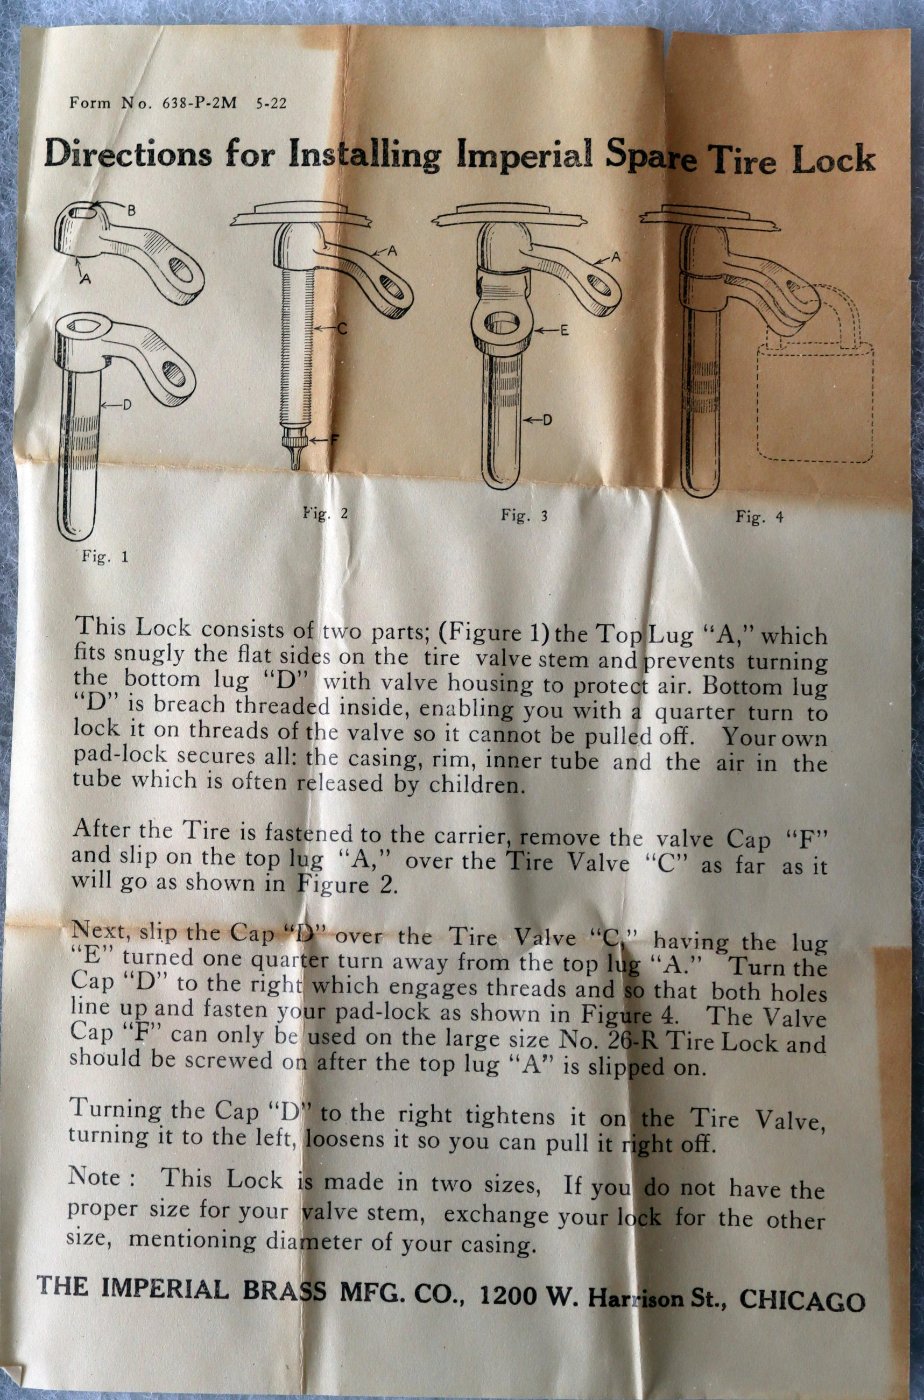 Form No. 638-P-2M 5-22
Directions for Installing Imperial Spare Tire Lock
B
A
D
Fig. 1
A
C
F
Fig. 2
A
E
D
Fig. 3
Fig. 4
This Lock consists of two parts; (Figure 1) the Top Lug “A,” which
fits snugly the flat sides on the tire valve stem and prevents turning
the bottom lug “D” with valve housing to protect air. Bottom lug
“D” is breach threaded inside, enabling you with a quarter turn to
lock it on threads of the valve so it cannot be pulled off. Your own
pad-lock secures all: the casing, rim, inner tube and the air in the
tube which is often released by children.
After the Tire is fastened to the carrier, remove the valve Cap “F”
and slip on the top lug “A,” over the Tire Valve “C” as far as it
will go as shown in Figure 2.
Next, slip the Cap “D” over the Tire Valve “C,” having the lug
“E” turned one quarter turn away from the top lug “A.” Turn the
Cap “D” to the right which engages threads and so that both holes
line up and fasten your pad-lock as shown in Figure 4. The Valve
Cap “F” can only be used on the large size No. 26-R Tire Lock and
should be screwed on after the top lug “A” is slipped on.
Turning the Cap “D” to the right tightens it on the Tire Valve,
turning it to the left, loosens it so you can pull it right off.
Note : This Lock is made in two sizes, If you do not have the
proper size for your valve stem, exchange your lock for the other
size, mentioning diameter of your casing.
THE IMPERIAL BRASS MFG. CO., 1200 W. Harrison St., CHICAGO